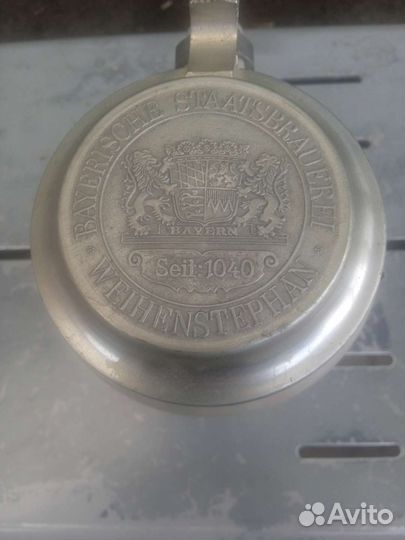 BAYERISCHE STAATSBRAUEREI
BAYERN
Seit 1040
* WEIHENSTEPHAN *
Avito